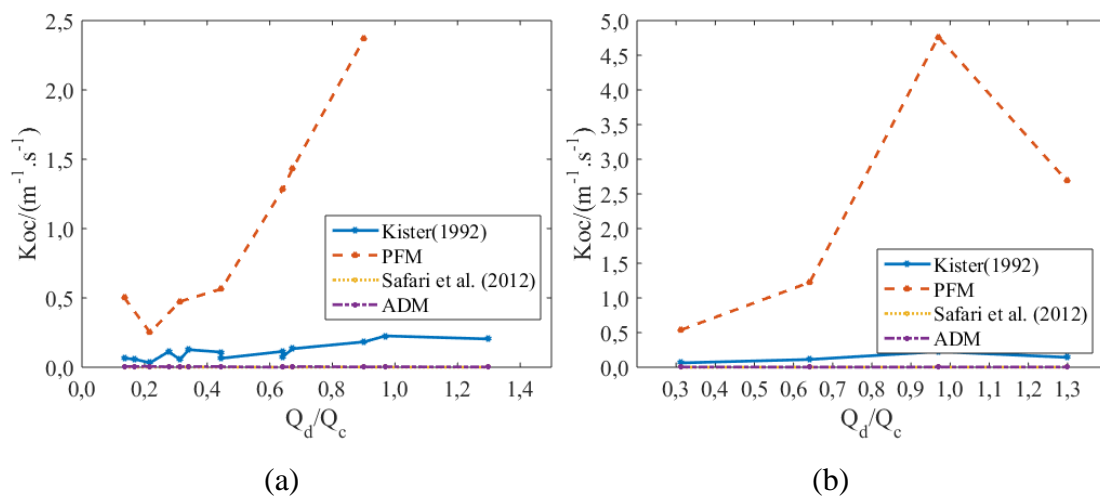 2,5
2,0
1,5
1,0
0,5
0,0
Koc/(m⁻¹.s⁻¹)
Kister(1992)
PFM
Safari et al. (2012)
ADM
0,0 0,2 0,4 0,6 0,8 1,0 1,2 1,4
Q_d/Q_c
(a)
5,0
4,5
4,0
3,5
3,0
2,5
2,0
1,5
1,0
0,5
0,0
Koc/(m⁻¹.s⁻¹)
Kister(1992)
PFM
Safari et al. (2012)
ADM
0,3 0,4 0,5 0,6 0,7 0,8 0,9 1,0 1,1 1,2 1,3
Q_d/Q_c
(b)